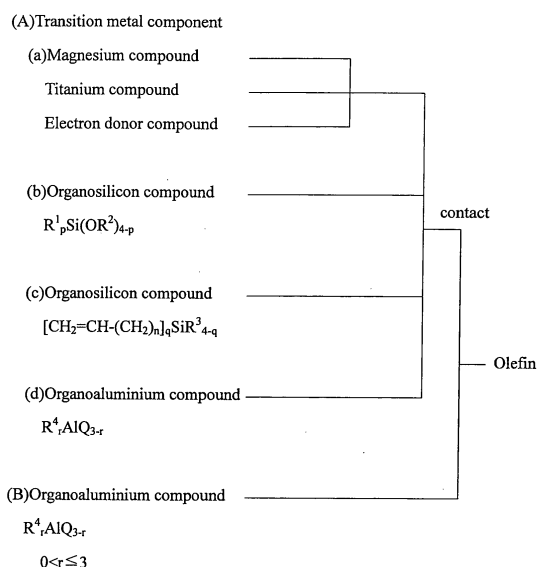 (A)Transition metal component
(a)Magnesium compound
Titanium compound
Electron donor compound
(b)Organosilicon compound
R¹ₚSi(OR²)₄₋ₚ
contact
(c)Organosilicon compound
[CH₂=CH-(CH₂)ₙ]qSiR³₄₋q
Olefin
(d)Organoaluminium compound
R⁴ᵣAlQ₃₋ᵣ
(B)Organoaluminium compound
R⁴ᵣAlQ₃₋ᵣ
0<r≦3